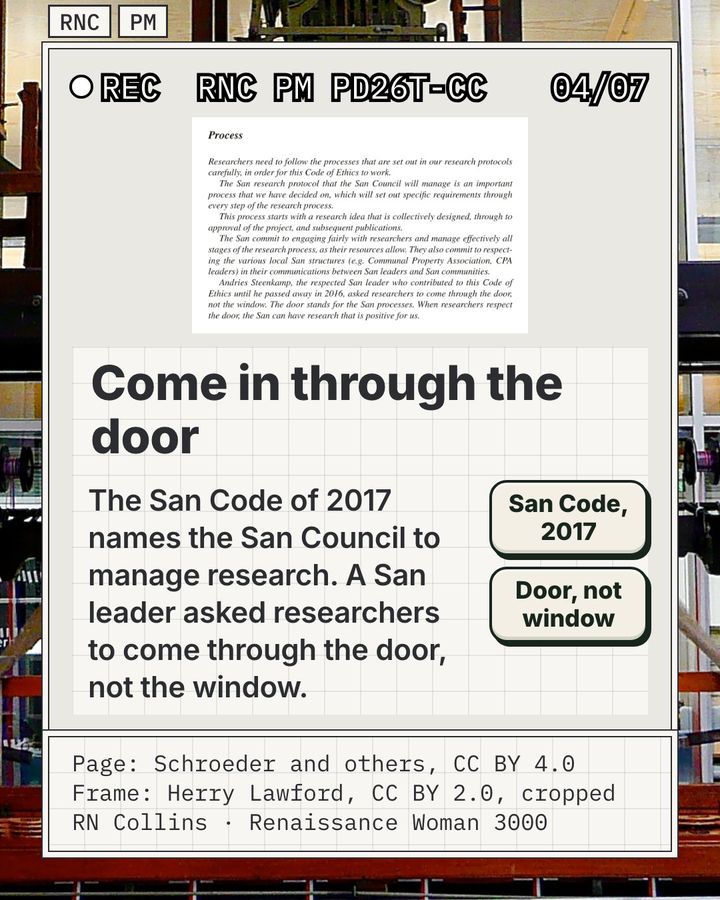 RNC PM
REC RNC PM PD26T-CC 04/07
Process
Researchers need to follow the processes that are set out in our research protocols
carefully, in order for this Code of Ethics to work.
The San research protocol that the San Council will manage is an important
process that we have decided on, which will set out specific requirements through
every step of the research process.
This process starts with a research idea that is collectively designed, through to
approval of the project, and subsequent publications.
The San commit to engaging fairly with researchers and manage effectively all
stages of the research process, as their resources allow. They also commit to respect-
ing the various local San structures (e.g. Communal Property Association, CPA
leaders) in their communications between San leaders and San communities.
Andries Steenkamp, the respected San leader who contributed to this Code of
Ethics until he passed away in 2016, asked researchers to come through the door,
not the window. The door stands for the San processes. When researchers respect
the door, the San can have research that is positive for us.
Come in through the
door
The San Code of 2017
names the San Council to
manage research. A San
leader asked researchers
to come through the door,
not the window.
San Code,
2017
Door, not
window
Page: Schroeder and others, CC BY 4.0
Frame: Herry Lawford, CC BY 2.0, cropped
RN Collins · Renaissance Woman 3000